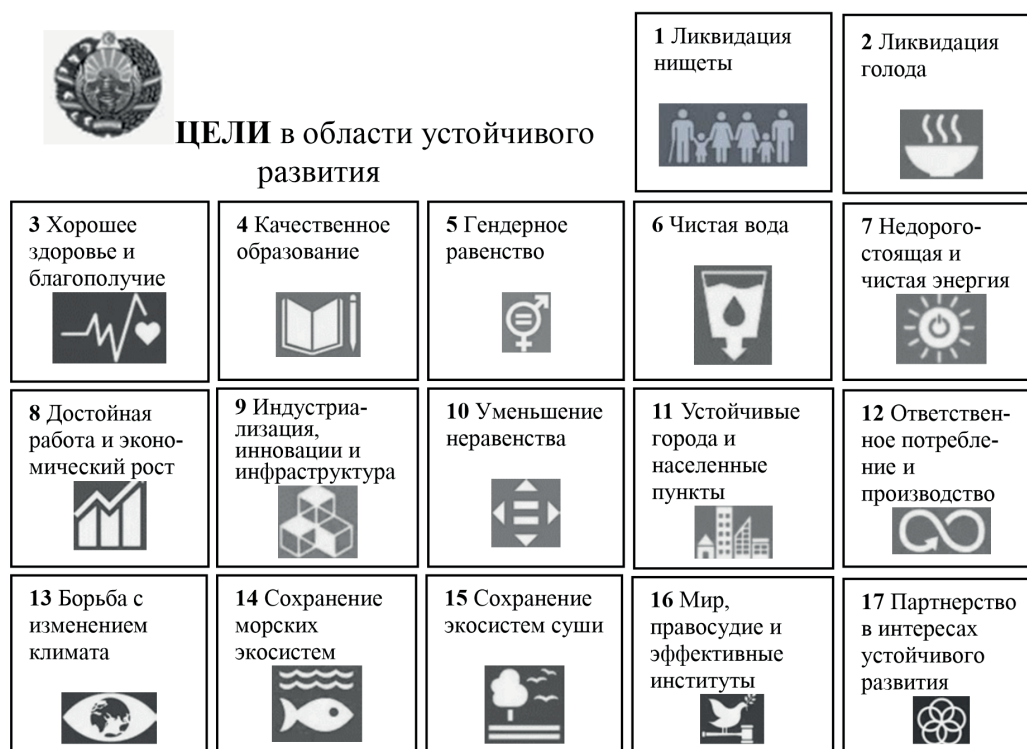 ЦЕЛИ в области устойчивого
развития
1 Ликвидация
нищеты
2 Ликвидация
голода
3 Хорошее
здоровье и
благополучие
4 Качественное
образование
5 Гендерное
равенство
6 Чистая вода
7 Недорого-
стоящая и
чистая энергия
8 Достойная
работа и эконо-
мический рост
9 Индустриа-
лизация,
инновации и
инфраструктура
10 Уменьшение
неравенства
11 Устойчивые
города и
населенные
пункты
12 Ответствен-
ное потребле-
ние и
производство
13 Борьба с
изменением
климата
14 Сохранение
морских
экосистем
15 Сохранение
экосистем суши
16 Мир,
правосудие и
эффективные
институты
17 Партнерство
в интересах
устойчивого
развития